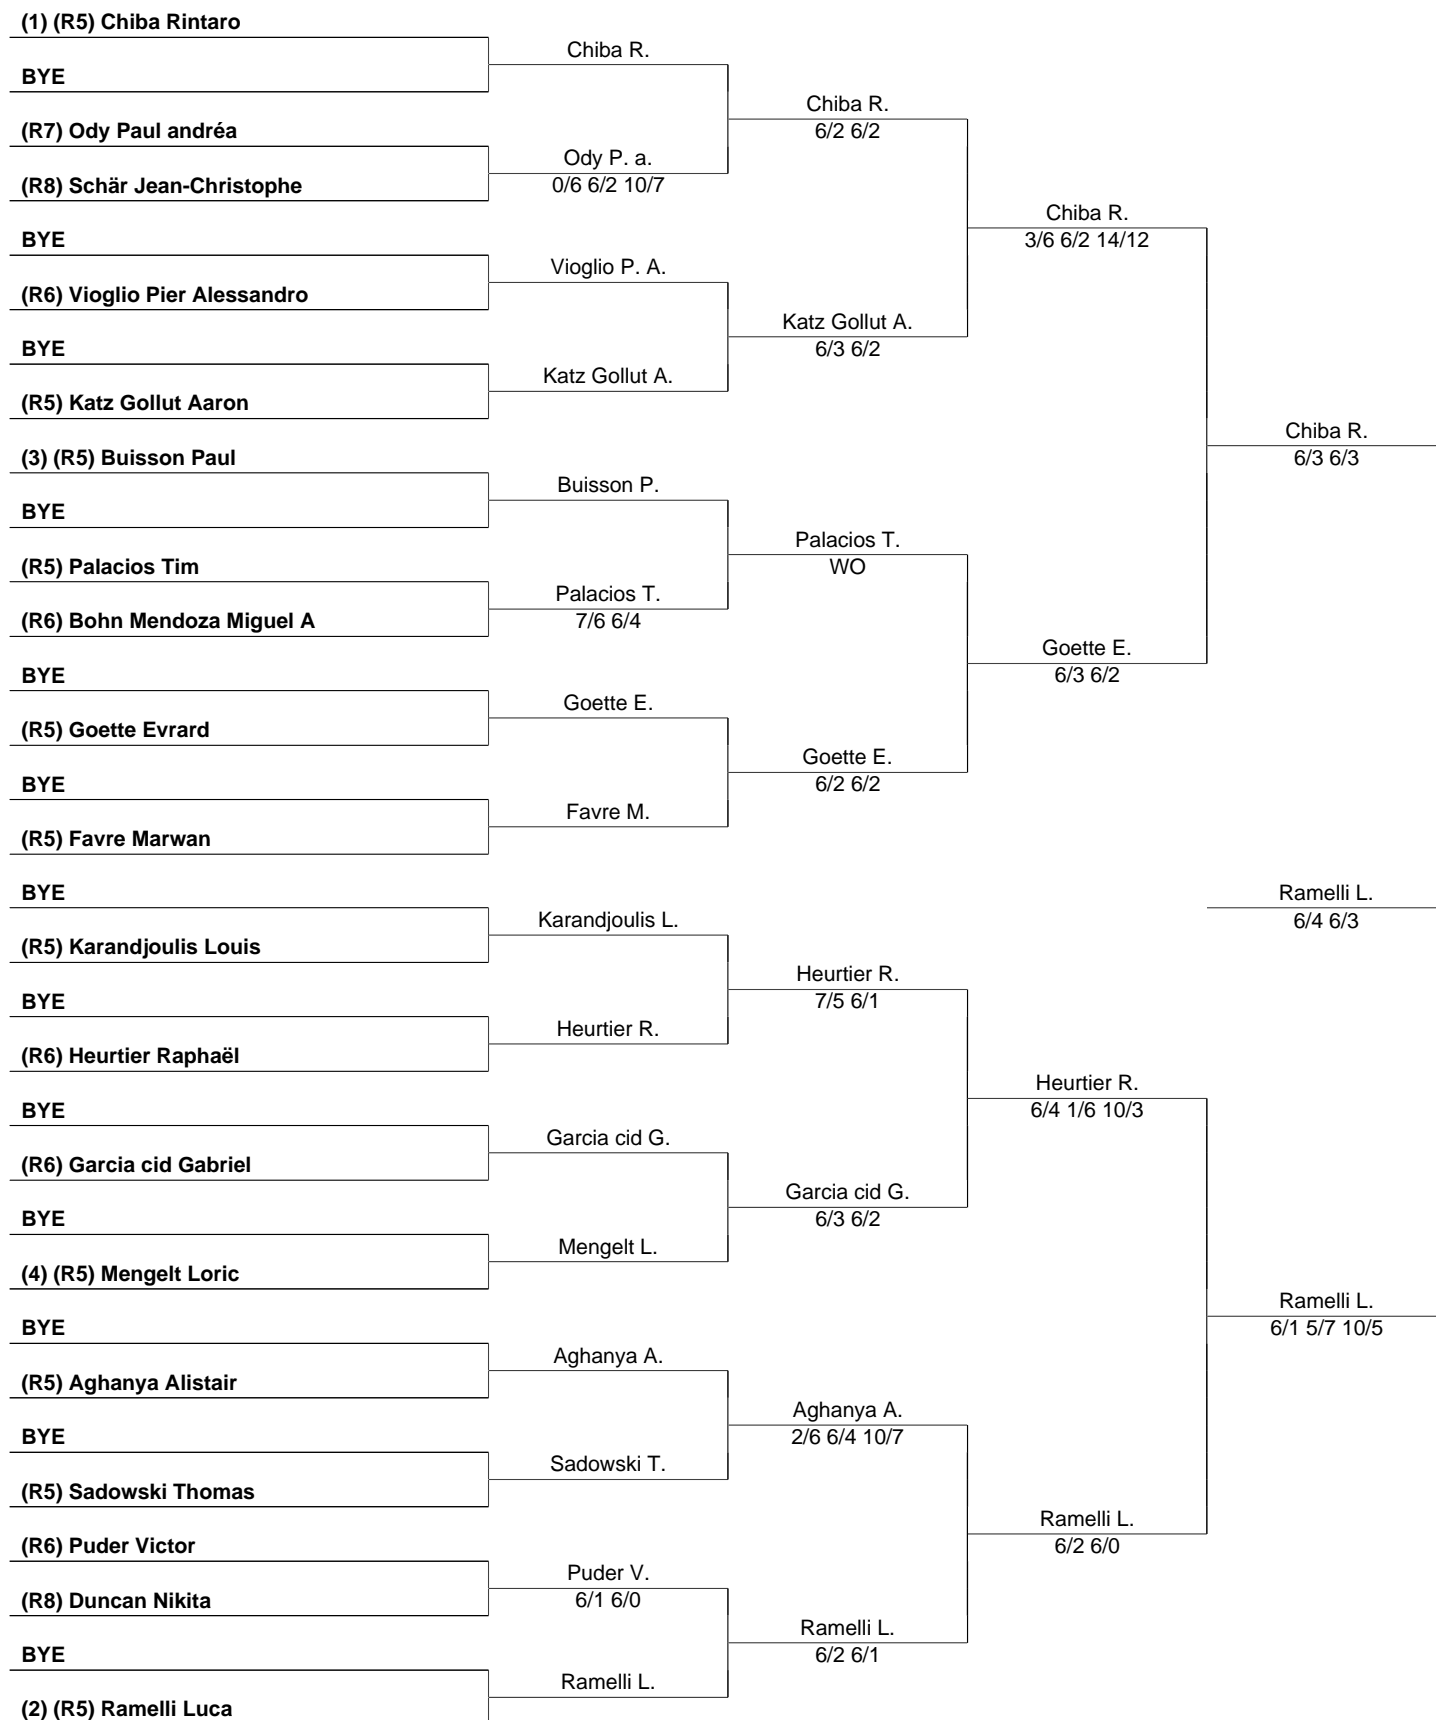 (1) (R5) Chiba Rintaro
Chiba R.
BYE
Chiba R.
6/2 6/2
(R7) Ody Paul andréa
Ody P. a.
0/6 6/2 10/7
(R8) Schär Jean-Christophe
Chiba R.
3/6 6/2 14/12
BYE
Vioglio P. A.
(R6) Vioglio Pier Alessandro
Katz Gollut A.
6/3 6/2
BYE
Katz Gollut A.
(R5) Katz Gollut Aaron
Chiba R.
6/3 6/3
(3) (R5) Buisson Paul
Buisson P.
BYE
Palacios T.
WO
(R5) Palacios Tim
Palacios T.
7/6 6/4
(R6) Bohn Mendoza Miguel A
Goette E.
6/3 6/2
BYE
Goette E.
(R5) Goette Evrard
Goette E.
6/2 6/2
BYE
Favre M.
(R5) Favre Marwan
BYE
Ramelli L.
6/4 6/3
Karandjoulis L.
(R5) Karandjoulis Louis
Heurtier R.
7/5 6/1
BYE
Heurtier R.
(R6) Heurtier Raphaël
Heurtier R.
6/4 1/6 10/3
BYE
Garcia cid G.
(R6) Garcia cid Gabriel
Garcia cid G.
6/3 6/2
BYE
Mengelt L.
(4) (R5) Mengelt Loric
Ramelli L.
6/1 5/7 10/5
BYE
Aghanya A.
(R5) Aghanya Alistair
Aghanya A.
2/6 6/4 10/7
BYE
Sadowski T.
(R5) Sadowski Thomas
Ramelli L.
6/2 6/0
(R6) Puder Victor
Puder V.
6/1 6/0
(R8) Duncan Nikita
Ramelli L.
6/2 6/1
BYE
Ramelli L.
(2) (R5) Ramelli Luca